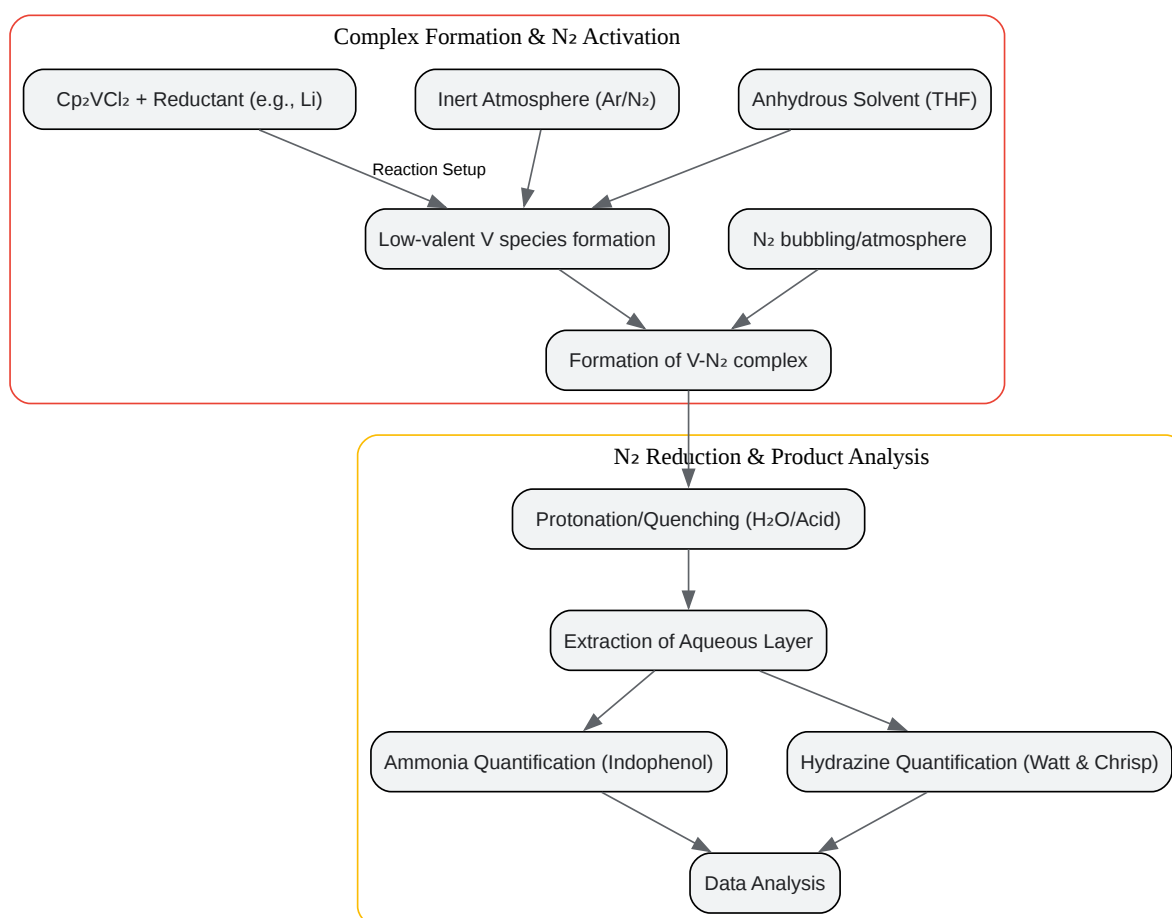 Complex Formation & N₂ Activation
Cp₂VCl₂ + Reductant (e.g., Li)
Inert Atmosphere (Ar/N₂)
Anhydrous Solvent (THF)
Reaction Setup
Low-valent V species formation
N₂ bubbling/atmosphere
Formation of V-N₂ complex
N₂ Reduction & Product Analysis
Protonation/Quenching (H₂O/Acid)
Extraction of Aqueous Layer
Ammonia Quantification (Indophenol)
Hydrazine Quantification (Watt & Chrisp)
Data Analysis